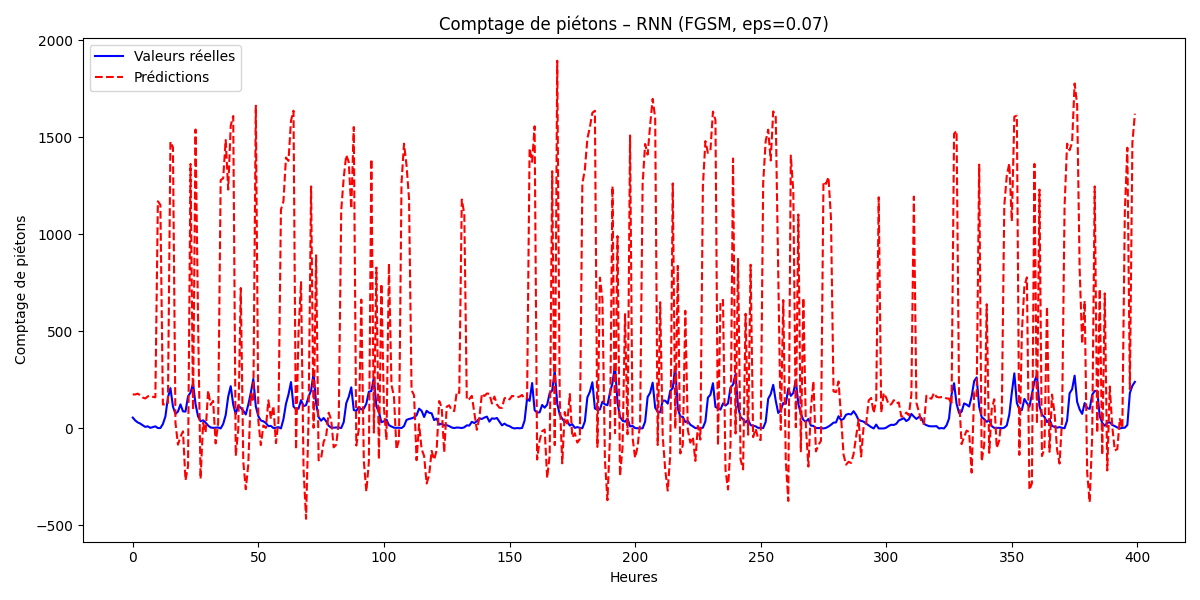 Comptage de piétons – RNN (FGSM, eps=0.07)
Valeurs réelles
Prédictions
Comptage de piétons
2000
1500
1000
500
0
−500
0 50 100 150 200 250 300 350 400
Heures